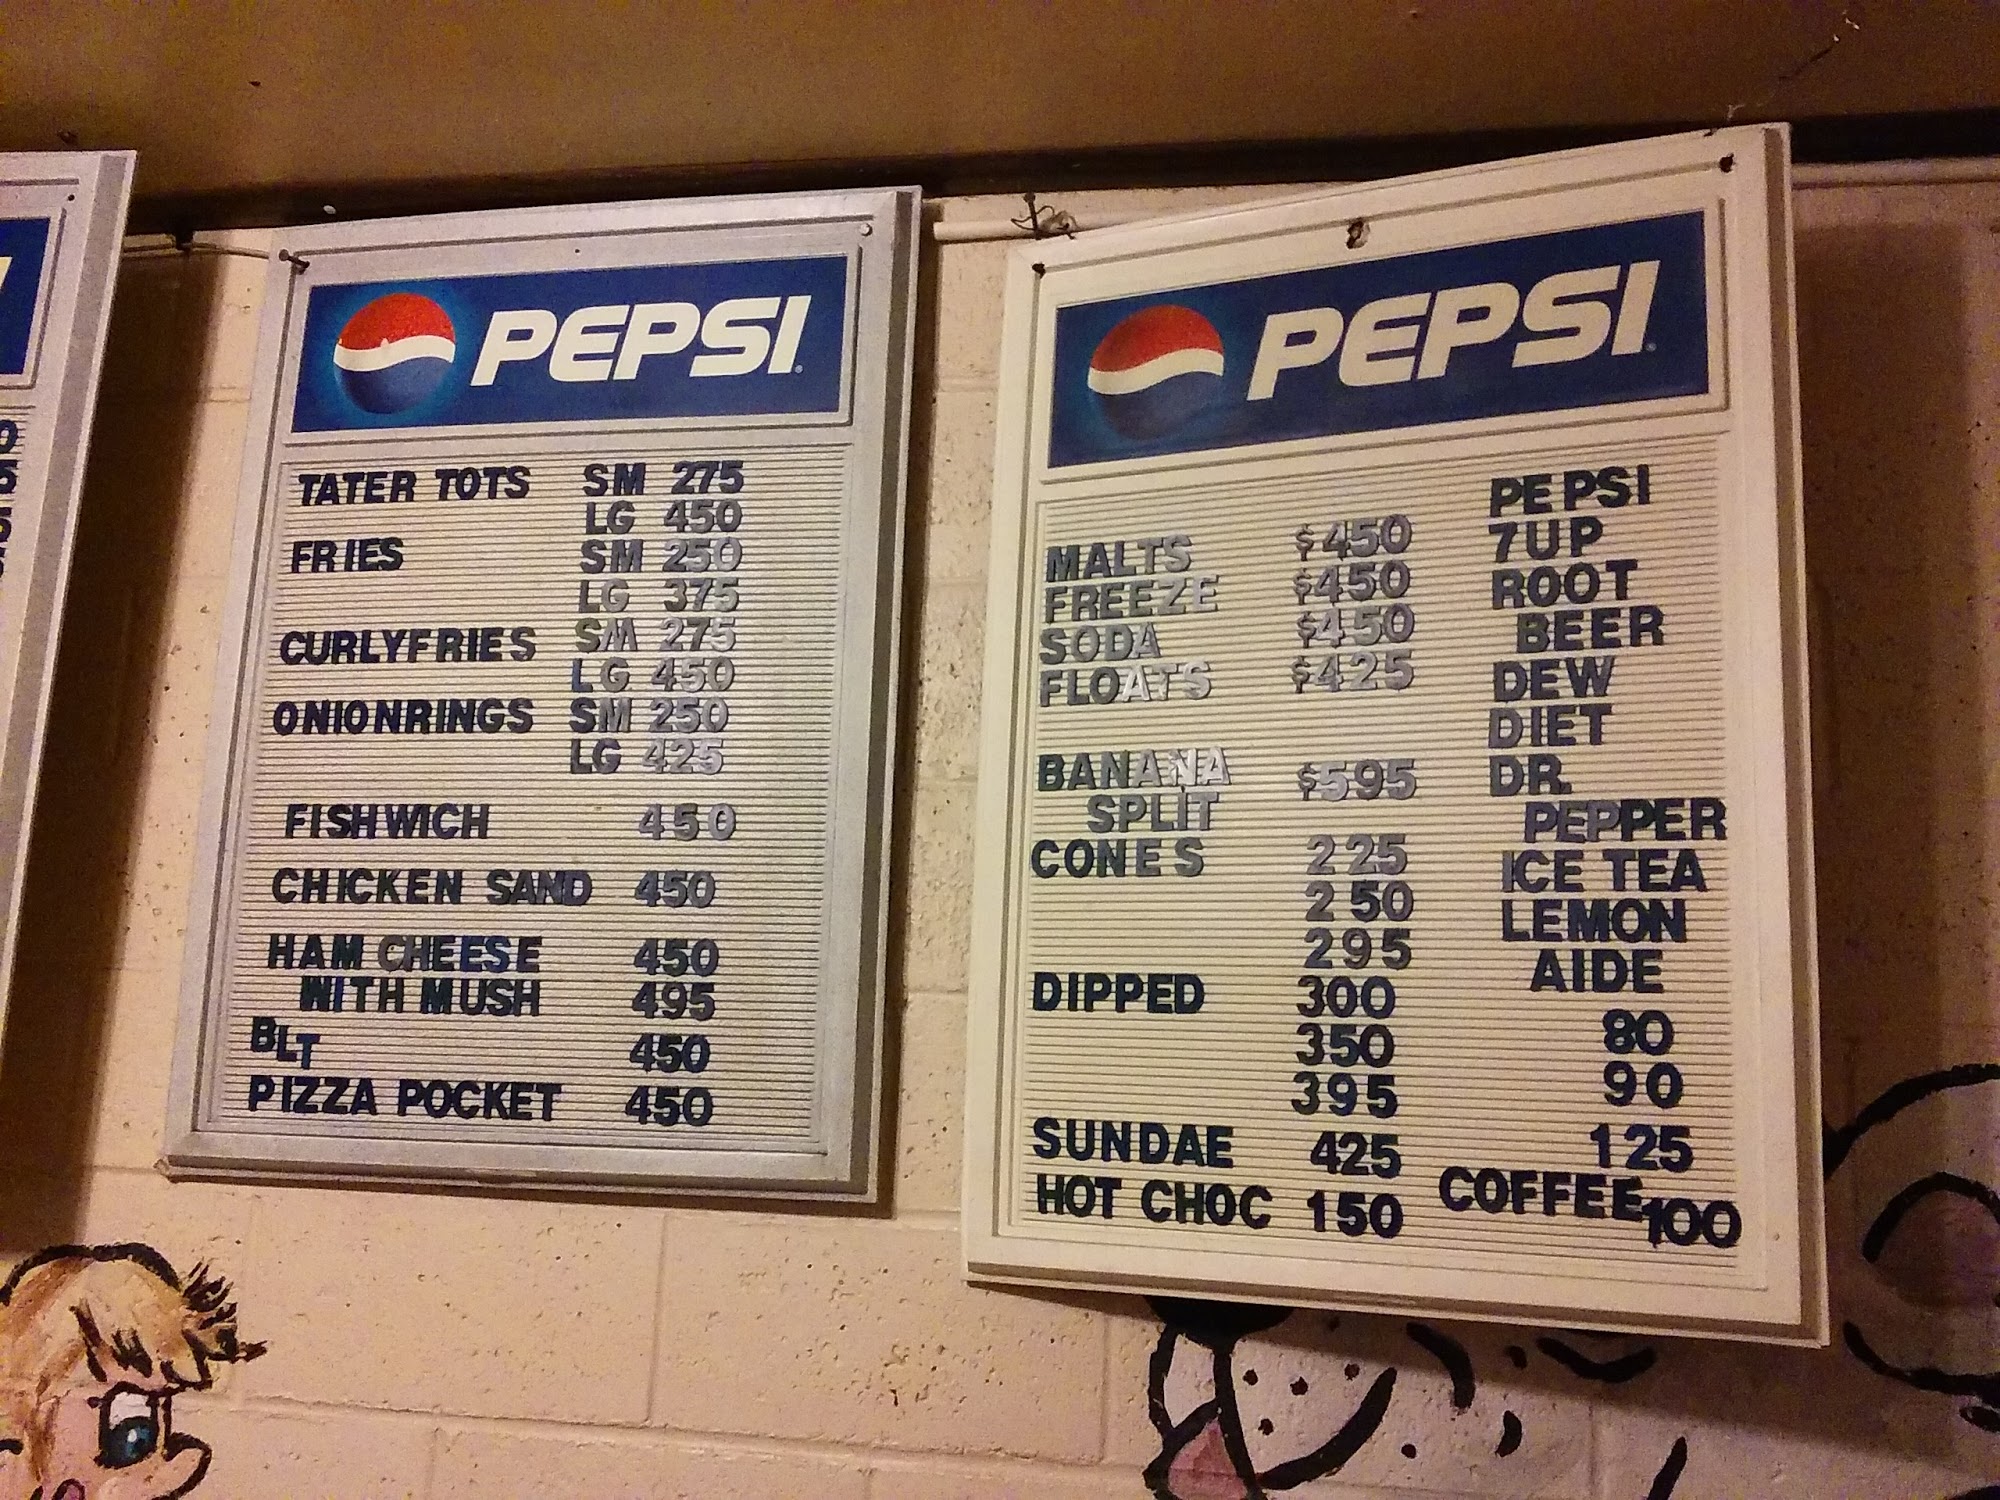 PEPSI
TATER TOTS SM 275
LG 450
FRIES SM 250
LG 375
CURLYFRIES SM 275
LG 450
ONIONRINGS SM 250
LG 425
FISHWICH 450
CHICKEN SAND 450
HAM CHEESE 450
WITH MUSH 495
BLT 450
PIZZA POCKET 450
PEPSI
MALTS $450
FREEZE $450
SODA $450
FLOATS $425
BANANA $595
SPLIT
CONES 225
250
295
DIPPED 300
350
395
SUNDAE 425
HOT CHOC 150
PEPSI
7UP
ROOT
BEER
DEW
DIET
DR.
PEPPER
ICE TEA
LEMON
AIDE
80
90
125
COFFEE 100